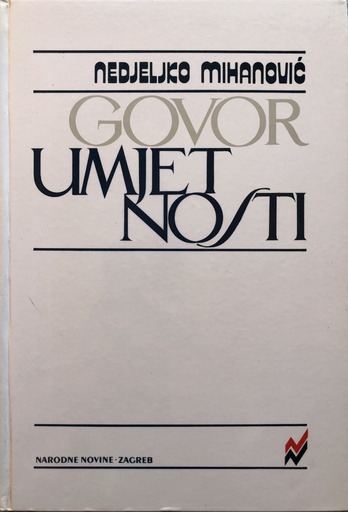 NEDJELJKO MIHANOVIĆ
GOVOR
UMJET
NOSTI
NARODNE NOVINE · ZAGREB